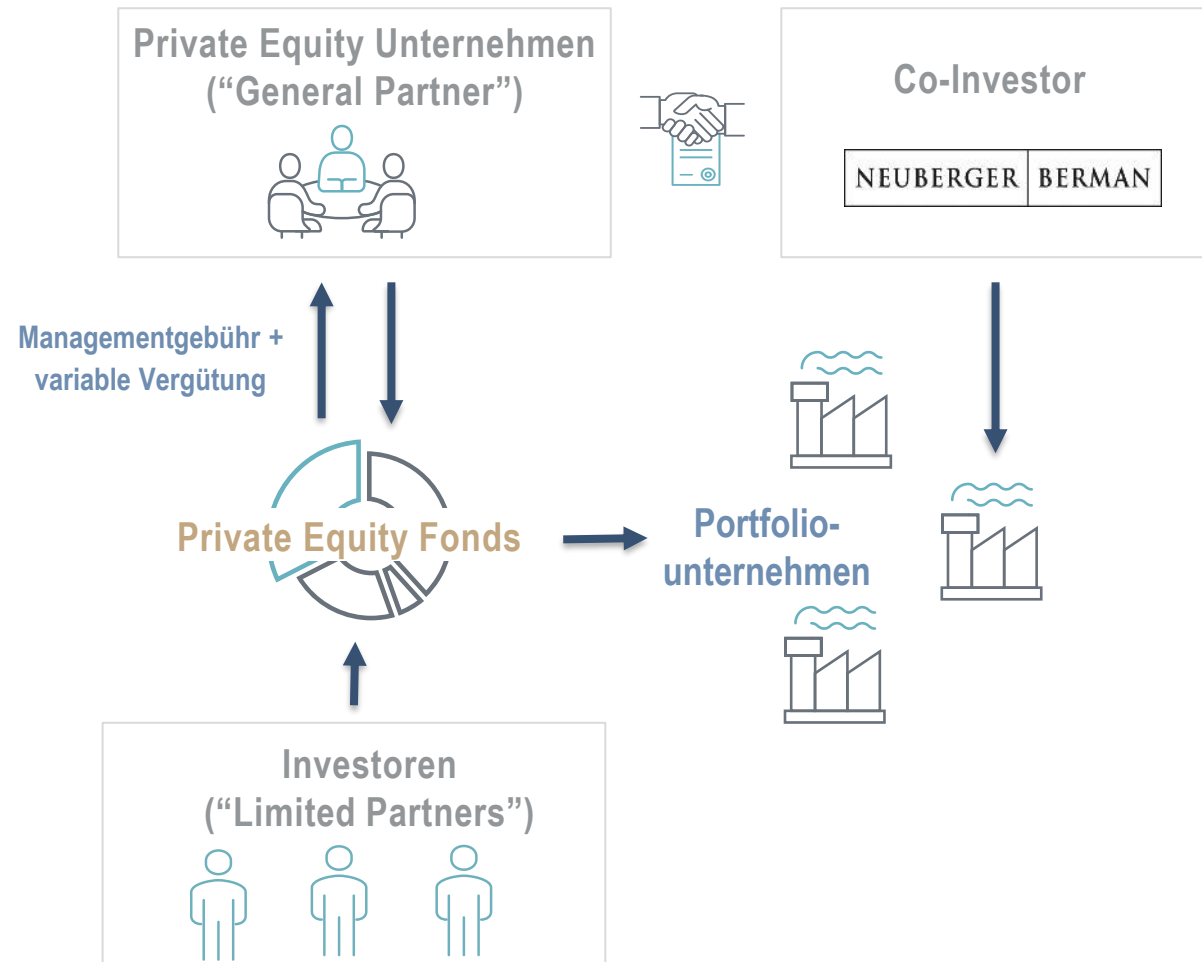 Private Equity Unternehmen
(“General Partner”)
Co-Investor
NEUBERGER BERMAN
Managementgebühr +
variable Vergütung
Private Equity Fonds
Portfolio-
unternehmen
Investoren
(“Limited Partners”)